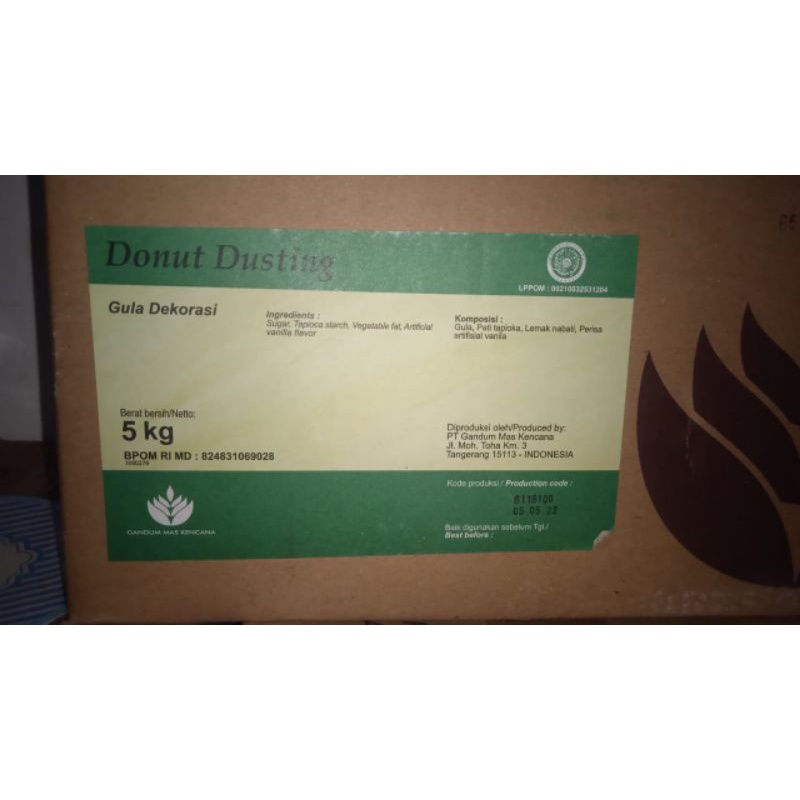 Donut Dusting
LPPOM : 00210032531204
Gula Dekorasi
Ingredients :
Sugar, Tapioca starch, Vegetable fat, Artificial
vanilla flavor
Komposisi :
Gula, Pati tapioka, Lemak nabati, Perisa
artifisial vanila
Berat bersih/Netto:
5 kg
BPOM RI MD : 824831069028
Diproduksi oleh/Produced by:
PT Gandum Mas Kencana
Jl. Moh. Toha Km. 3
Tangerang 15113 - INDONESIA
Kode produksi / Production code :
05 05 22
Baik digunakan sebelum Tgl./
Best before :
GANDUM MAS KENCANA